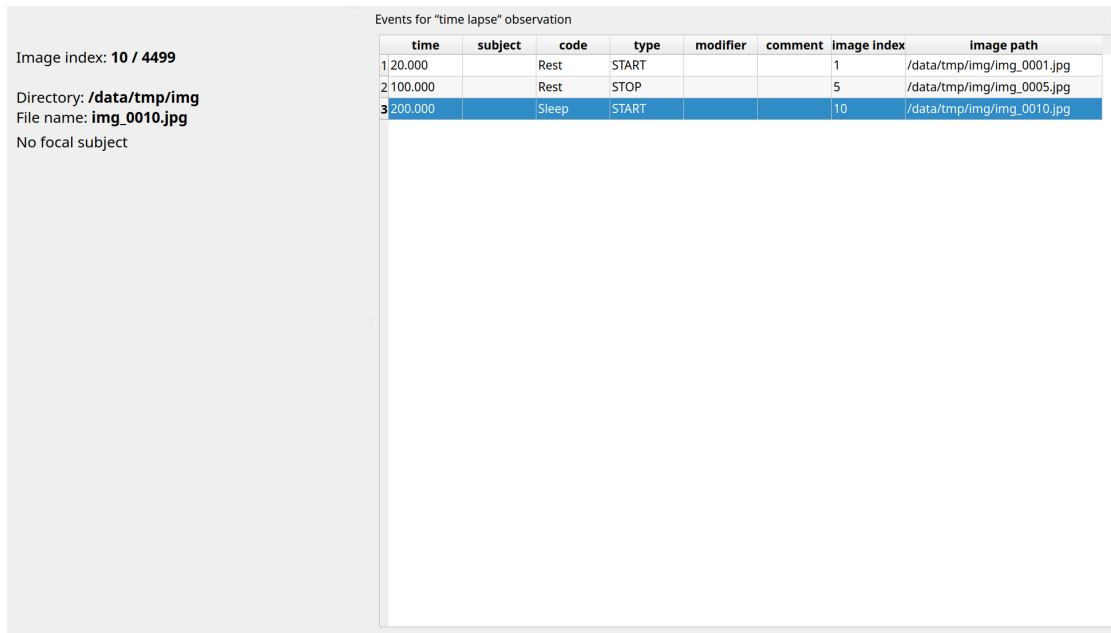 Image index: 10 / 4499
Directory: /data/tmp/img
File name: img_0010.jpg
No focal subject
Events for “time lapse” observation
time subject code type modifier comment image index image path
1 20.000 Rest START 1 /data/tmp/img/img_0001.jpg
2 100.000 Rest STOP 5 /data/tmp/img/img_0005.jpg
3 200.000 Sleep START 10 /data/tmp/img/img_0010.jpg